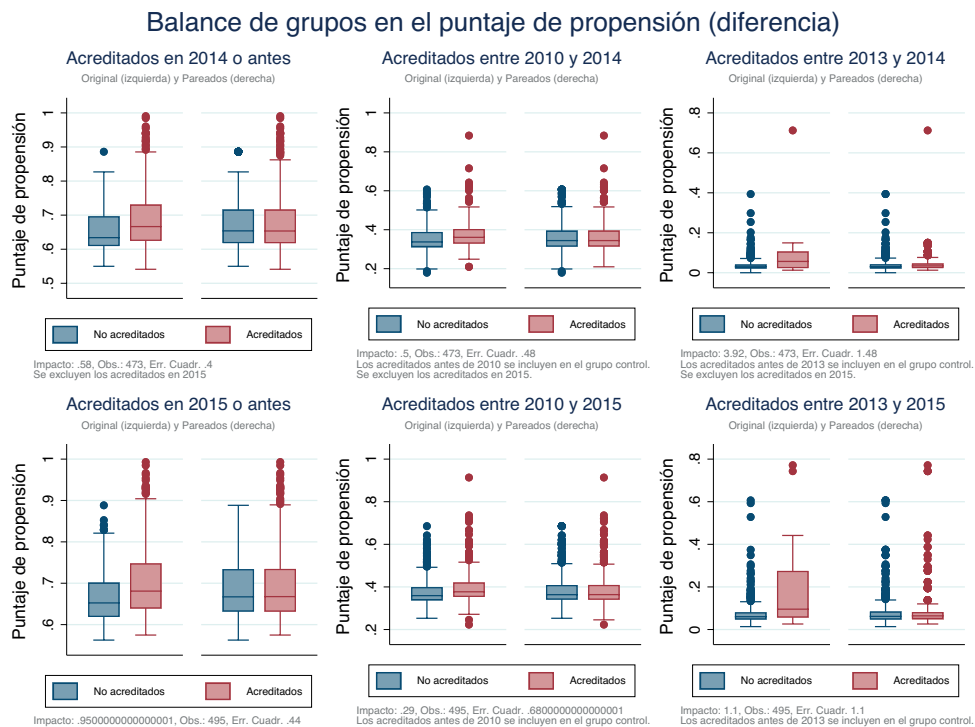 Balance de grupos en el puntaje de propensión (diferencia)
Acreditados en 2014 o antes
Original (izquierda) y Pareados (derecha)
Puntaje de propensión
1
.9
.8
.7
.6
.5
No acreditados
Acreditados
Impacto: .58, Obs.: 473, Err. Cuadr. .4
Se excluyen los acreditados en 2015
Acreditados entre 2010 y 2014
Original (izquierda) y Pareados (derecha)
Puntaje de propensión
1
.8
.6
.4
.2
No acreditados
Acreditados
Impacto: .5, Obs.: 473, Err. Cuadr. .48
Los acreditados antes de 2010 se incluyen en el grupo control.
Se excluyen los acreditados en 2015.
Acreditados entre 2013 y 2014
Original (izquierda) y Pareados (derecha)
Puntaje de propensión
.8
.6
.4
.2
0
No acreditados
Acreditados
Impacto: 3.92, Obs.: 473, Err. Cuadr. 1.48
Los acreditados antes de 2013 se incluyen en el grupo control.
Se excluyen los acreditados en 2015.
Acreditados en 2015 o antes
Original (izquierda) y Pareados (derecha)
Puntaje de propensión
1
.9
.8
.7
.6
No acreditados
Acreditados
Impacto: .9500000000000001, Obs.: 495, Err. Cuadr. .44
Acreditados entre 2010 y 2015
Original (izquierda) y Pareados (derecha)
Puntaje de propensión
1
.8
.6
.4
.2
No acreditados
Acreditados
Impacto: .29, Obs.: 495, Err. Cuadr. .6800000000000001
Los acreditados antes de 2010 se incluyen en el grupo control.
Acreditados entre 2013 y 2015
Original (izquierda) y Pareados (derecha)
Puntaje de propensión
.8
.6
.4
.2
0
No acreditados
Acreditados
Impacto: 1.1, Obs.: 495, Err. Cuadr. 1.1
Los acreditados antes de 2013 se incluyen en el grupo control.